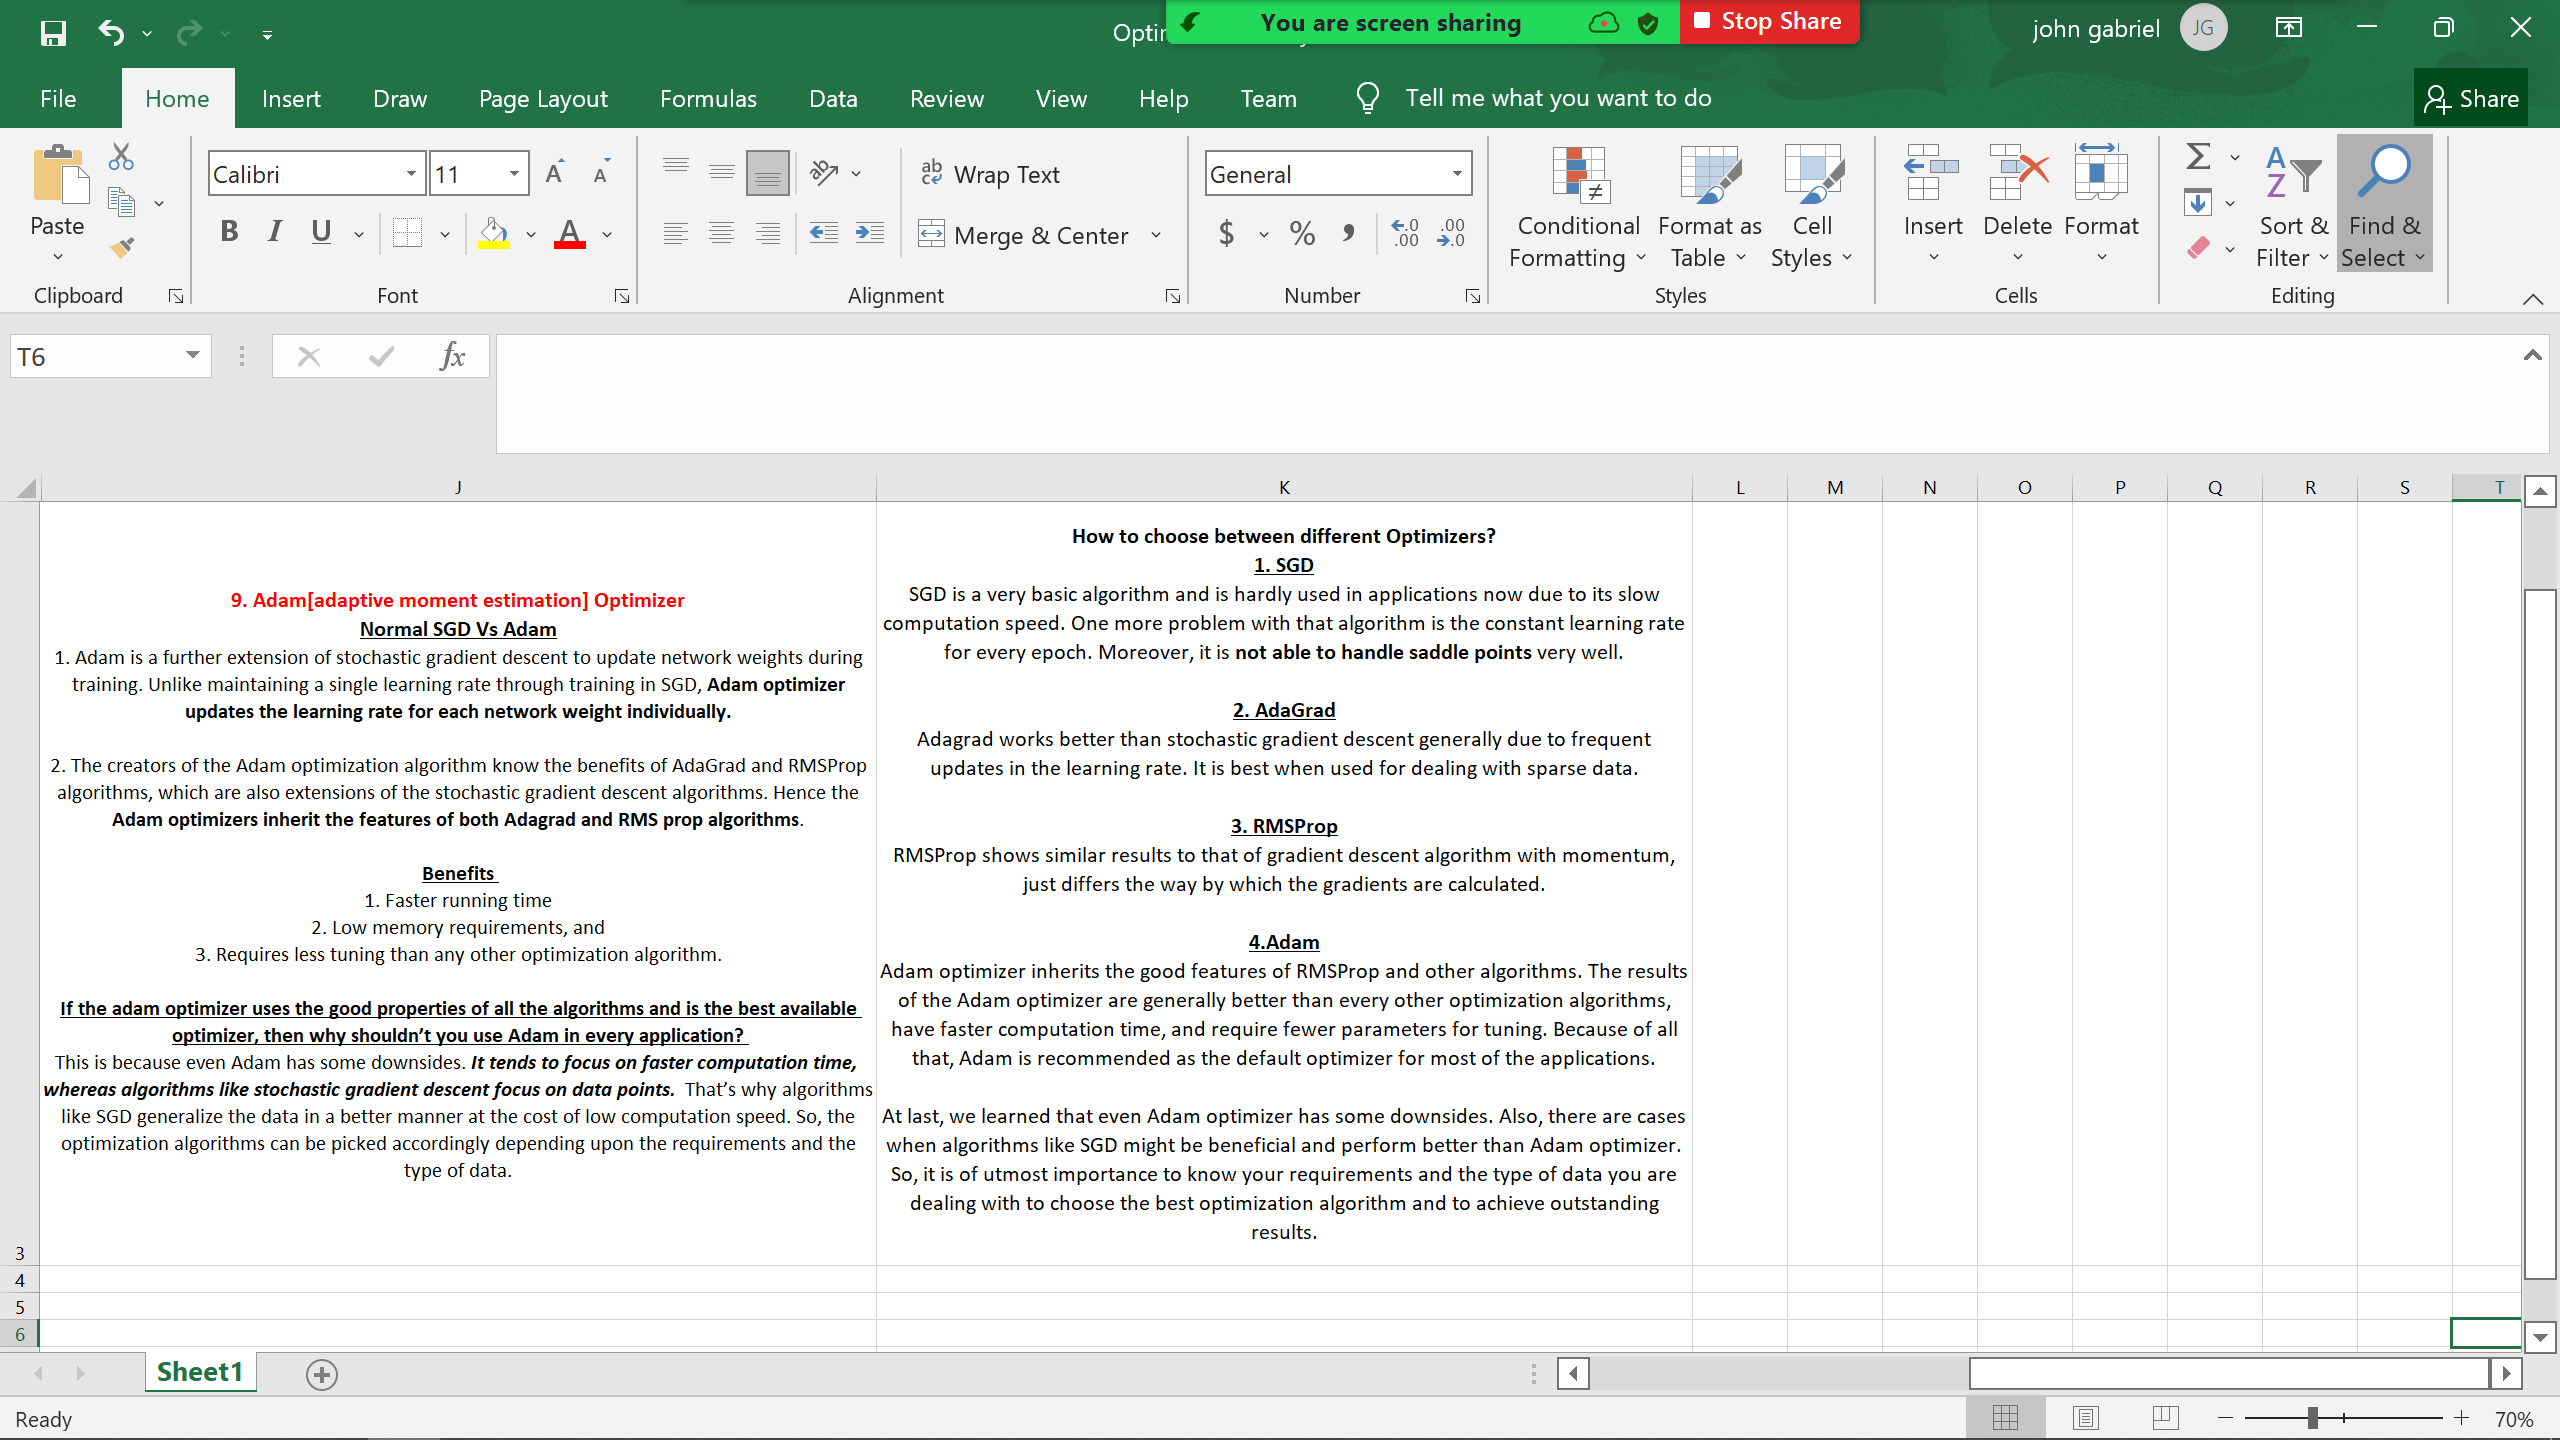 Optin
You are screen sharing
Stop Share
john gabriel
JG
File Home Insert Draw Page Layout Formulas Data Review View Help Team Tell me what you want to do
Share
Paste
Clipboard
Calibri 11
B I U
Font
Wrap Text
Merge & Center
Alignment
General
$ % ,
Number
Conditional Formatting
Format as Table
Cell Styles
Styles
Insert Delete Format
Cells
Sort & Filter
Find & Select
Editing
T6
fx
J K L M N O P Q R S T
9. Adam[adaptive moment estimation] Optimizer
Normal SGD Vs Adam
1. Adam is a further extension of stochastic gradient descent to update network weights during
training. Unlike maintaining a single learning rate through training in SGD, Adam optimizer
updates the learning rate for each network weight individually.
2. The creators of the Adam optimization algorithm know the benefits of AdaGrad and RMSProp
algorithms, which are also extensions of the stochastic gradient descent algorithms. Hence the
Adam optimizers inherit the features of both Adagrad and RMS prop algorithms.
Benefits
1. Faster running time
2. Low memory requirements, and
3. Requires less tuning than any other optimization algorithm.
If the adam optimizer uses the good properties of all the algorithms and is the best available
optimizer, then why shouldn’t you use Adam in every application?
This is because even Adam has some downsides. It tends to focus on faster computation time,
whereas algorithms like stochastic gradient descent focus on data points. That’s why algorithms
like SGD generalize the data in a better manner at the cost of low computation speed. So, the
optimization algorithms can be picked accordingly depending upon the requirements and the
type of data.
How to choose between different Optimizers?
1. SGD
SGD is a very basic algorithm and is hardly used in applications now due to its slow
computation speed. One more problem with that algorithm is the constant learning rate
for every epoch. Moreover, it is not able to handle saddle points very well.
2. AdaGrad
Adagrad works better than stochastic gradient descent generally due to frequent
updates in the learning rate. It is best when used for dealing with sparse data.
3. RMSProp
RMSProp shows similar results to that of gradient descent algorithm with momentum,
just differs the way by which the gradients are calculated.
4.Adam
Adam optimizer inherits the good features of RMSProp and other algorithms. The results
of the Adam optimizer are generally better than every other optimization algorithms,
have faster computation time, and require fewer parameters for tuning. Because of all
that, Adam is recommended as the default optimizer for most of the applications.
At last, we learned that even Adam optimizer has some downsides. Also, there are cases
when algorithms like SGD might be beneficial and perform better than Adam optimizer.
So, it is of utmost importance to know your requirements and the type of data you are
dealing with to choose the best optimization algorithm and to achieve outstanding
results.
3
4
5
6
Sheet1
Ready
70%